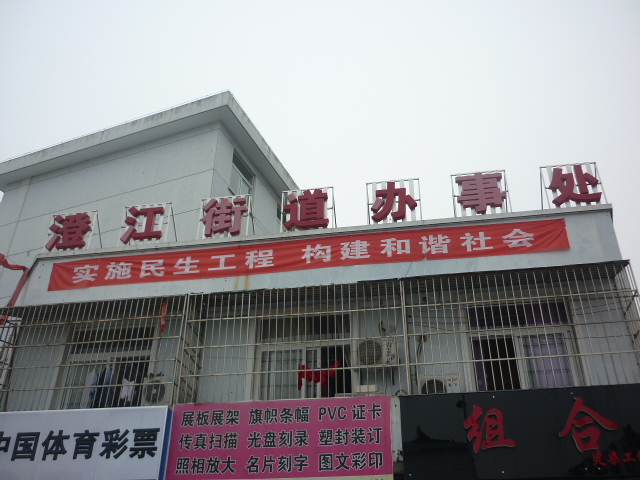 澄江街道办事处
实施民生工程 构建和谐社会
中国体育彩票
展板展架 旗帜条幅 PVC证卡
传真扫描 光盘刻录 塑封装订
照相放大 名片刻字 图文彩印
组合